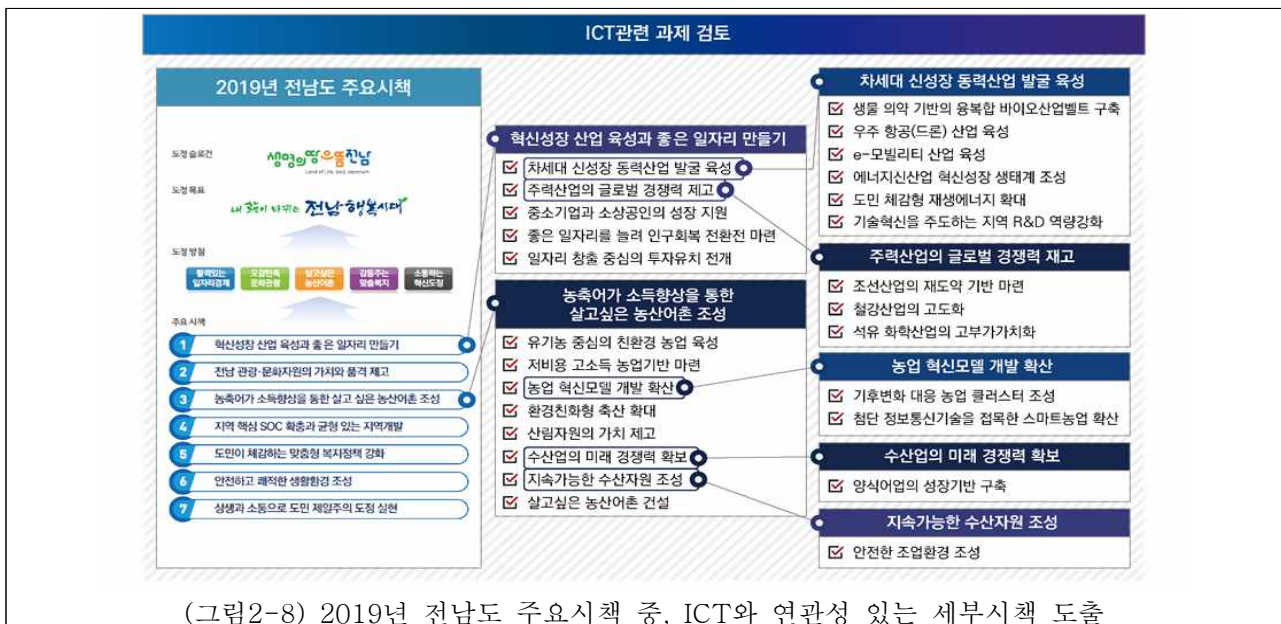 ICT관련 과제 검토
2019년 전남도 주요시책
도정 슬로건
생명의 땅 으뜸 전남
도정 목표
내 삶이 바뀌는 전남 행복시대
도정 방침
활력있는
일자리경제
오감만족
문화관광
살고싶은
농산어촌
감동주는
맞춤복지
소통하는
혁신도정
주요 시책
1 혁신성장 산업 육성과 좋은 일자리 만들기
2 전남 관광·문화자원의 가치와 품격 제고
3 농축어가 소득향상을 통한 살고 싶은 농산어촌 조성
4 지역 핵심 SOC 확충과 균형 있는 지역개발
5 도민이 체감하는 맞춤형 복지정책 강화
6 안전하고 쾌적한 생활환경 조성
7 상생과 소통으로 도민 제일주의 도정 실현
혁신성장 산업 육성과 좋은 일자리 만들기
차세대 신성장 동력산업 발굴 육성
주력산업의 글로벌 경쟁력 제고
중소기업과 소상공인의 성장 지원
좋은 일자리를 늘려 인구회복 전환전 마련
일자리 창출 중심의 투자유치 전개
농축어가 소득향상을 통한
살고싶은 농산어촌 조성
유기농 중심의 친환경 농업 육성
저비용 고소득 농업기반 마련
농업 혁신모델 개발 확산
환경친화형 축산 확대
산림자원의 가치 제고
수산업의 미래 경쟁력 확보
지속가능한 수산자원 조성
살고싶은 농산어촌 건설
차세대 신성장 동력산업 발굴 육성
생물 의약 기반의 융복합 바이오산업벨트 구축
우주 항공(드론) 산업 육성
e-모빌리티 산업 육성
에너지신산업 혁신성장 생태계 조성
도민 체감형 재생에너지 확대
기술혁신을 주도하는 지역 R&D 역량강화
주력산업의 글로벌 경쟁력 재고
조선산업의 재도약 기반 마련
철강산업의 고도화
석유 화학산업의 고부가가치화
농업 혁신모델 개발 확산
기후변화 대응 농업 클러스터 조성
첨단 정보통신기술을 접목한 스마트농업 확산
수산업의 미래 경쟁력 확보
양식어업의 성장기반 구축
지속가능한 수산자원 조성
안전한 조업환경 조성
(그림2-8) 2019년 전남도 주요시책 중, ICT와 연관성 있는 세부시책 도출